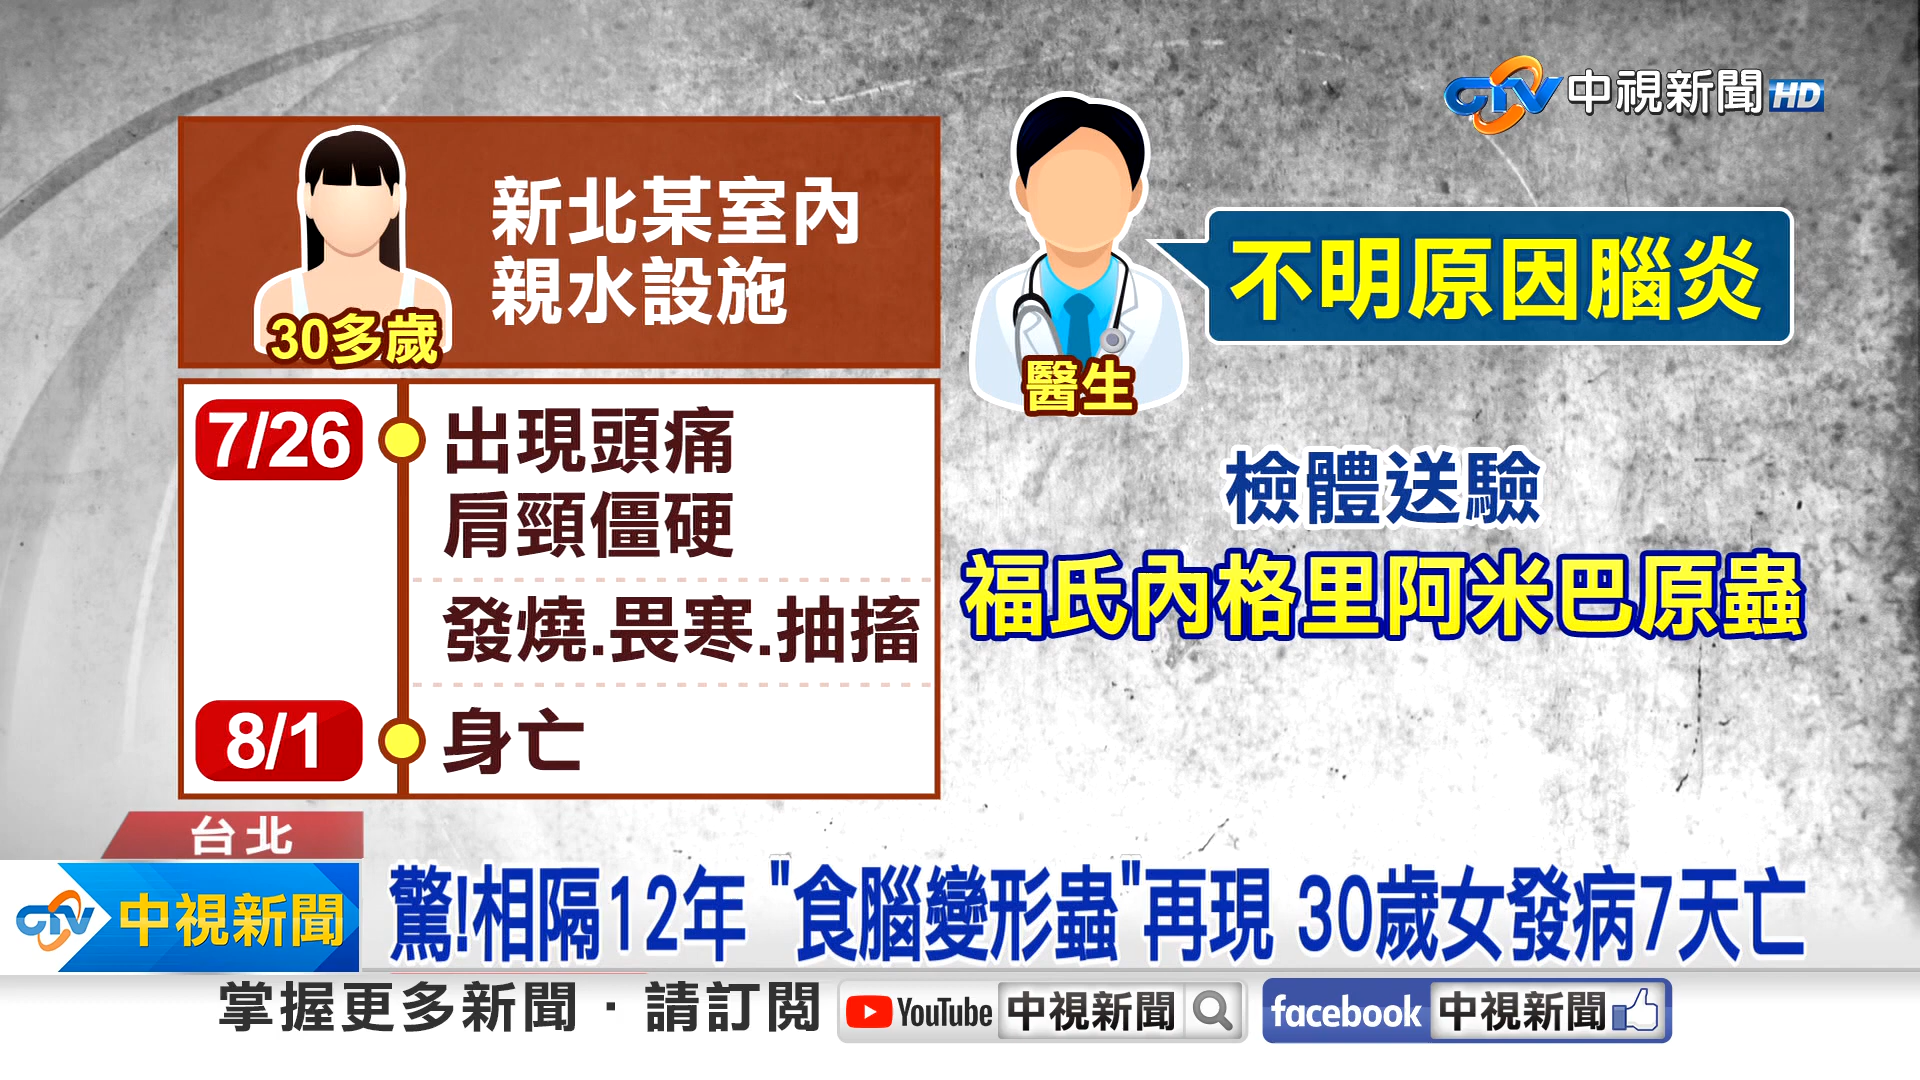 CTV中視新聞HD
新北某室內
親水設施
30多歲
不明原因腦炎
醫生
7/26
出現頭痛
肩頸僵硬
發燒.畏寒.抽搐
8/1
身亡
檢體送驗
福氏內格里阿米巴原蟲
台北
CTV 中視新聞
驚!相隔12年 "食腦變形蟲"再現 30歲女發病7天亡
掌握更多新聞·請訂閱 YouTube 中視新聞 facebook 中視新聞